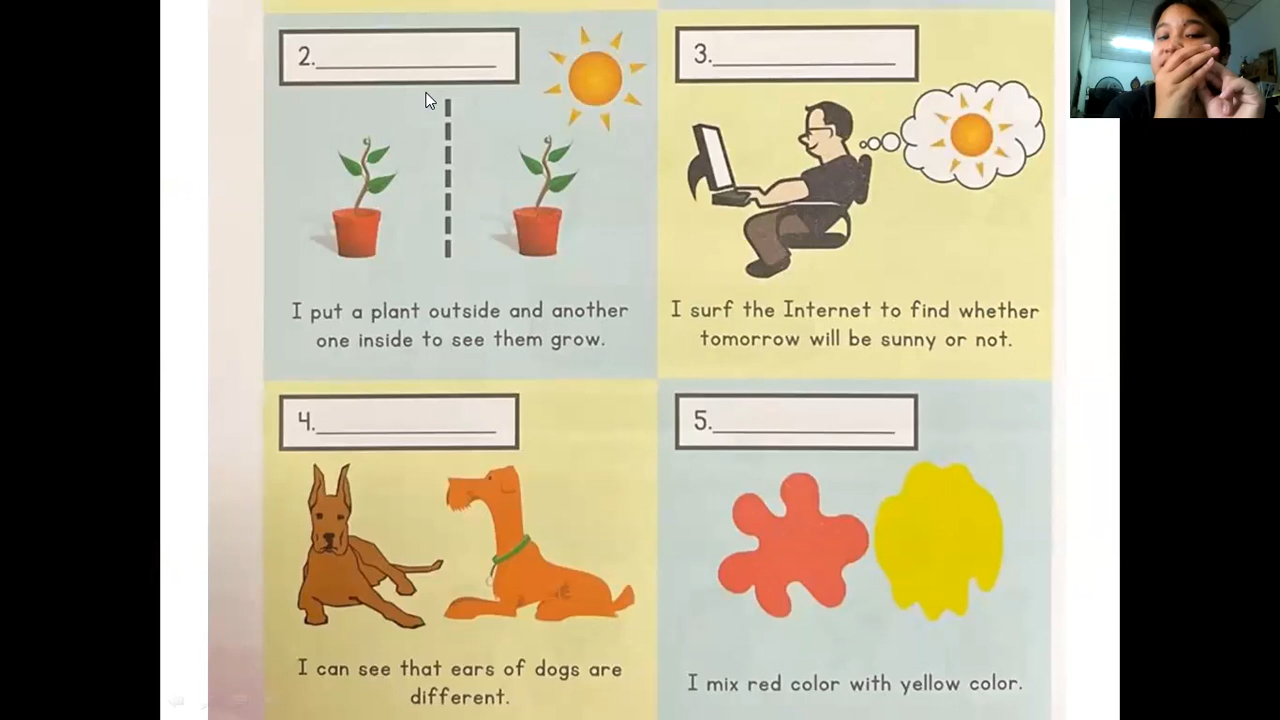 2.
I put a plant outside and another
one inside to see them grow.
3.
I surf the Internet to find whether
tomorrow will be sunny or not.
4.
I can see that ears of dogs are
different.
5.
I mix red color with yellow color.